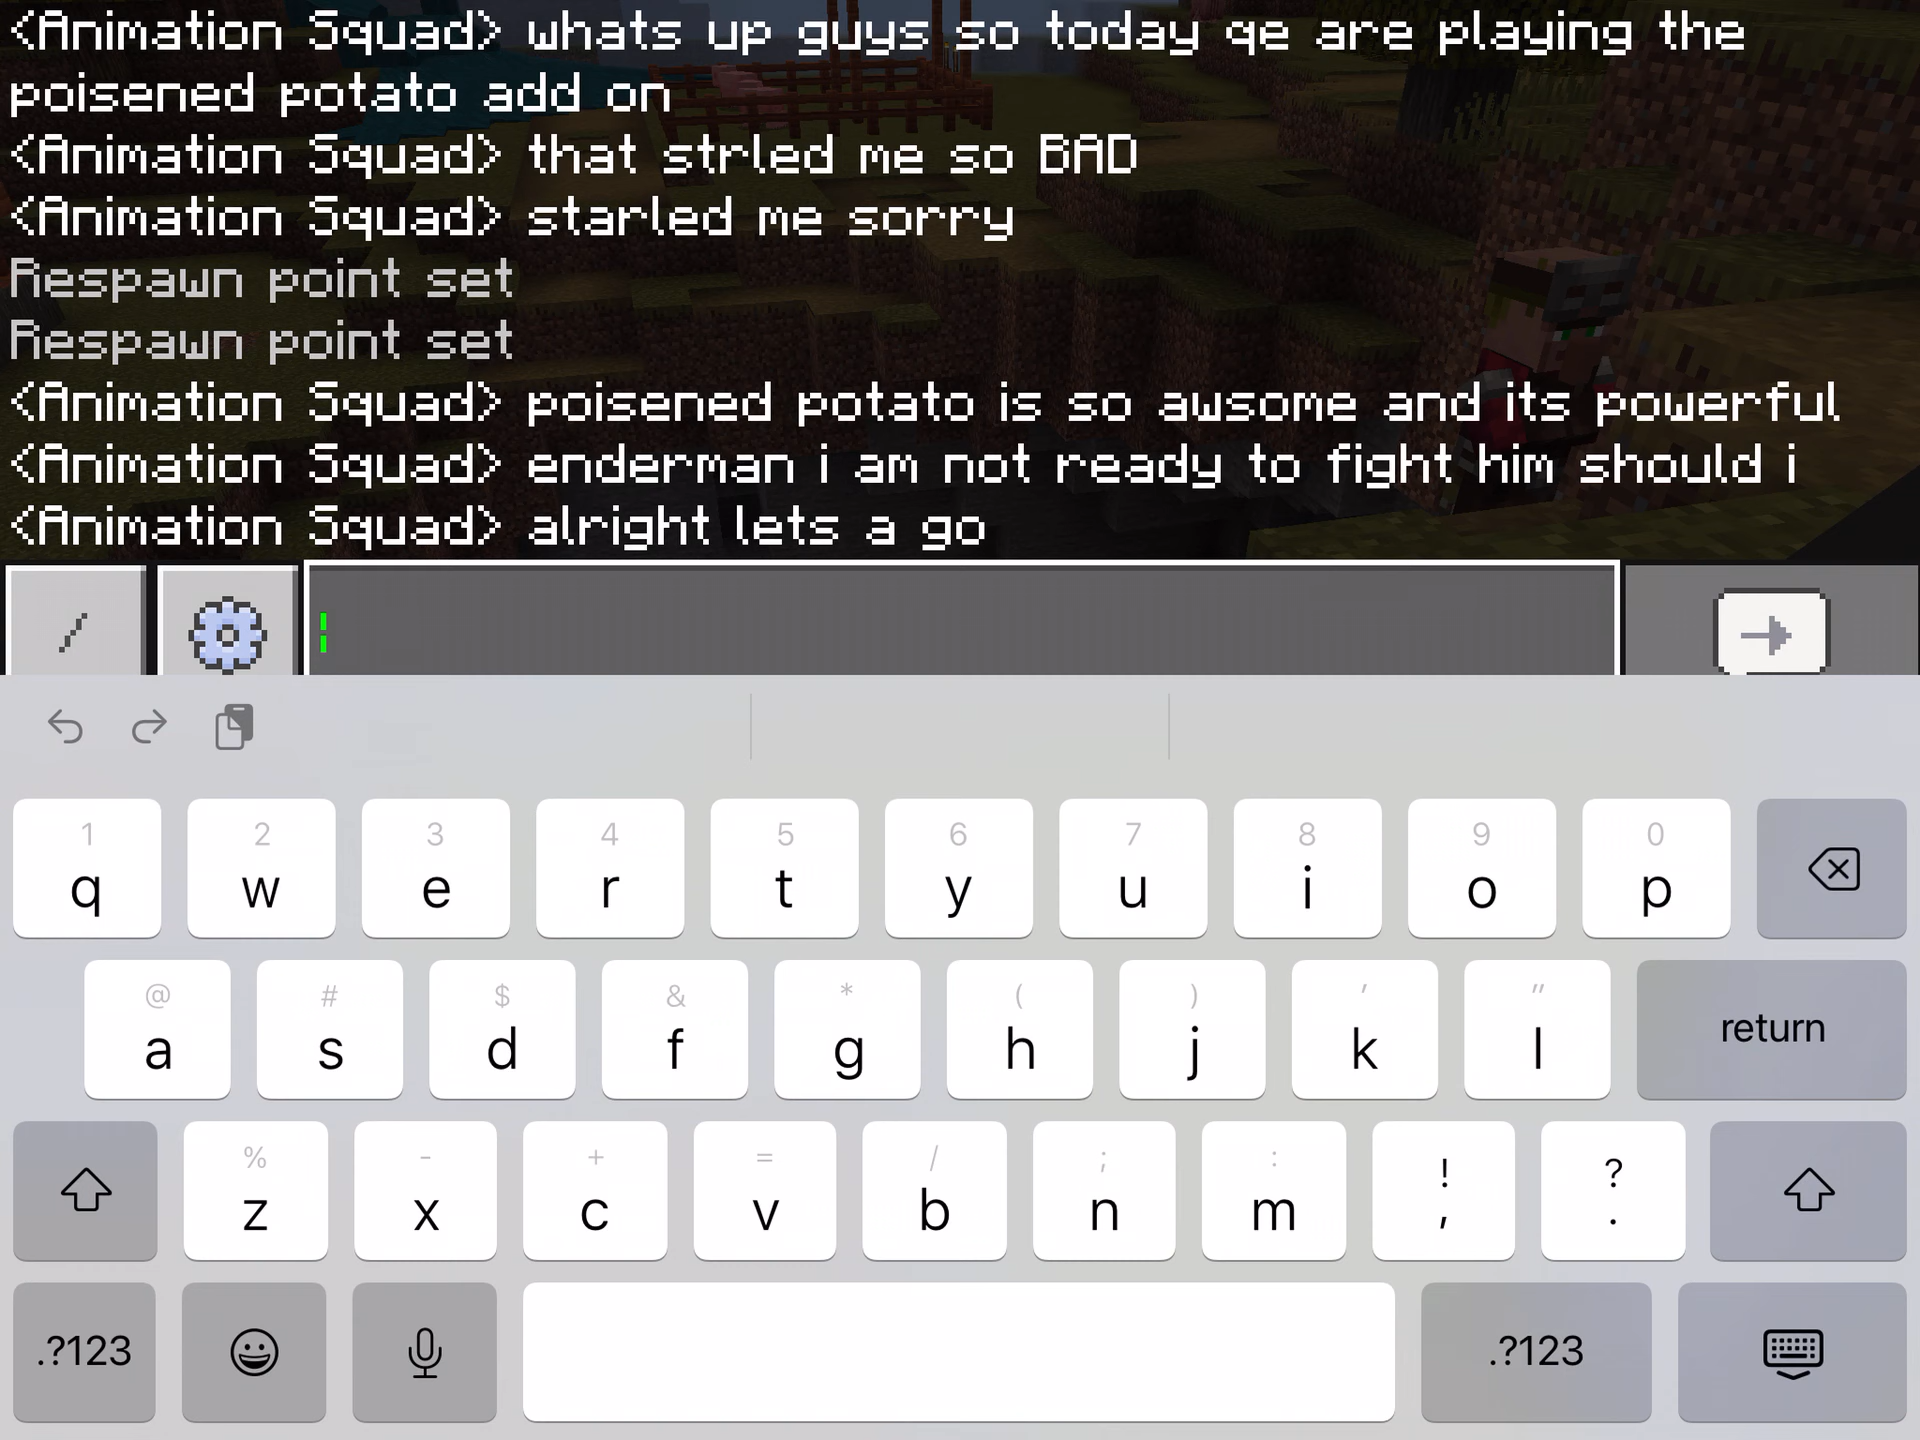 <Animation Squad> whats up guys so today qe are playing the
poisened potato add on
<Animation Squad> that strled me so BAD
<Animation Squad> starled me sorry
Respawn point set
Respawn point set
<Animation Squad> poisened potato is so awsome and its powerful
<Animation Squad> enderman i am not ready to fight him should i
<Animation Squad> alright lets a go
/
1 2 3 4 5 6 7 8 9 0
q w e r t y u i o p
@ # $ & * ( ) ' "
a s d f g h j k l return
% - + = / ; : ! ?
z x c v b n m , .
.?123 .?123